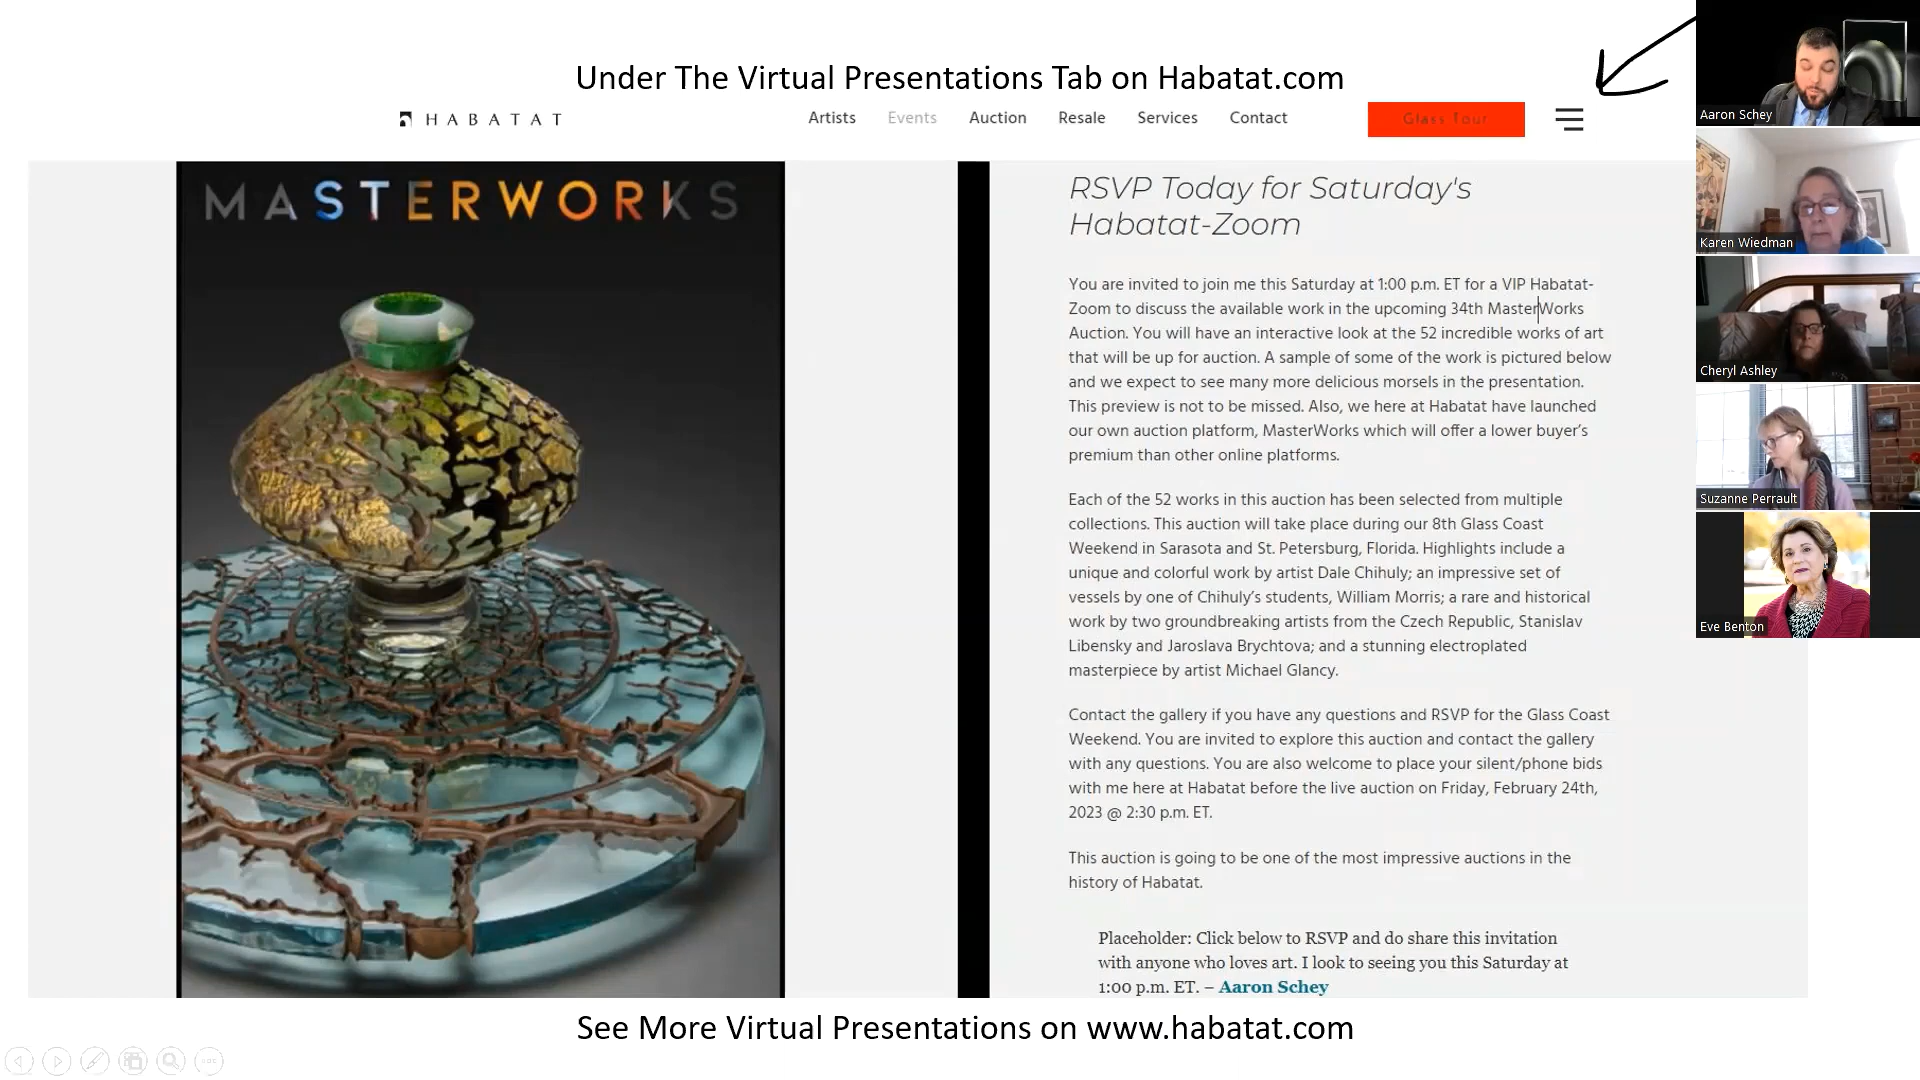 Under The Virtual Presentations Tab on Habatat.com
HABATAT
Artists Events Auction Resale Services Contact
Glass Tour
MASTERWORKS
RSVP Today for Saturday's
Habatat-Zoom
You are invited to join me this Saturday at 1:00 p.m. ET for a VIP Habatat-
Zoom to discuss the available work in the upcoming 34th MasterWorks
Auction. You will have an interactive look at the 52 incredible works of art
that will be up for auction. A sample of some of the work is pictured below
and we expect to see many more delicious morsels in the presentation.
This preview is not to be missed. Also, we here at Habatat have launched
our own auction platform, MasterWorks which will offer a lower buyer’s
premium than other online platforms.
Each of the 52 works in this auction has been selected from multiple
collections. This auction will take place during our 8th Glass Coast
Weekend in Sarasota and St. Petersburg, Florida. Highlights include a
unique and colorful work by artist Dale Chihuly; an impressive set of
vessels by one of Chihuly’s students, William Morris; a rare and historical
work by two groundbreaking artists from the Czech Republic, Stanislav
Libensky and Jaroslava Brychtova; and a stunning electroplated
masterpiece by artist Michael Glancy.
Contact the gallery if you have any questions and RSVP for the Glass Coast
Weekend. You are invited to explore this auction and contact the gallery
with any questions. You are also welcome to place your silent/phone bids
with me here at Habatat before the live auction on Friday, February 24th,
2023 @ 2:30 p.m. ET.
This auction is going to be one of the most impressive auctions in the
history of Habatat.
Placeholder: Click below to RSVP and do share this invitation
with anyone who loves art. I look to seeing you this Saturday at
1:00 p.m. ET. – Aaron Schey
See More Virtual Presentations on www.habatat.com
Aaron Schey
Karen Wiedman
Cheryl Ashley
Suzanne Perrault
Eve Benton